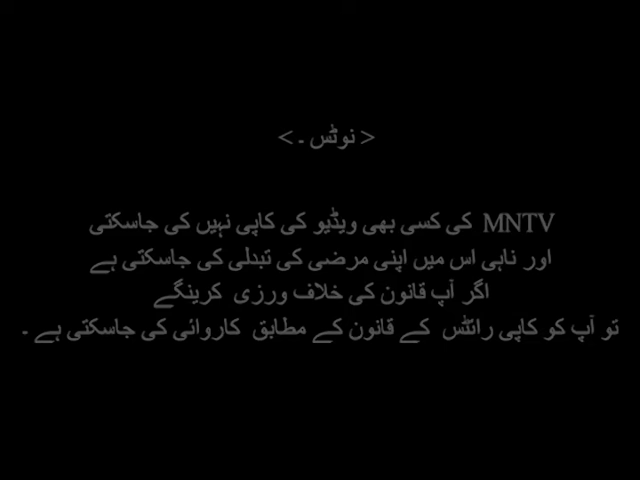 < نوٹس ۔ >
MNTV کی کسی بھی ویڈیو کی کاپی نہیں کی جاسکتی
اور ناہی اس میں اپنی مرضی کی تبدلی کی جاسکتی ہے
اگر آپ قانون کی خلاف ورزی کرینگے
تو آپ کو کاپی رائٹس کے قانون کے مطابق کاروائی کی جاسکتی ہے ۔